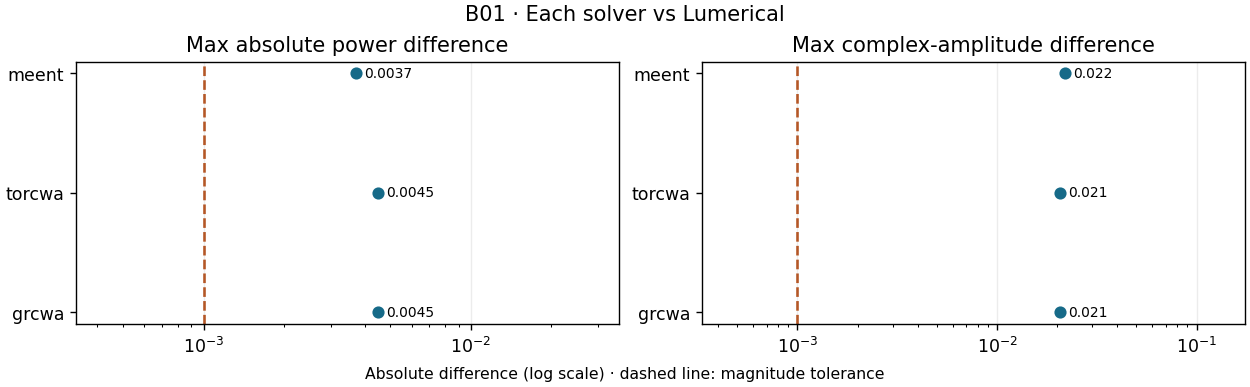 B01 · Each solver vs Lumerical
Max absolute power difference
meent
0.0037
torcwa
0.0045
grcwa
0.0045
10⁻³
10⁻²
Max complex-amplitude difference
meent
0.022
torcwa
0.021
grcwa
0.021
10⁻³
10⁻²
10⁻¹
Absolute difference (log scale) · dashed line: magnitude tolerance